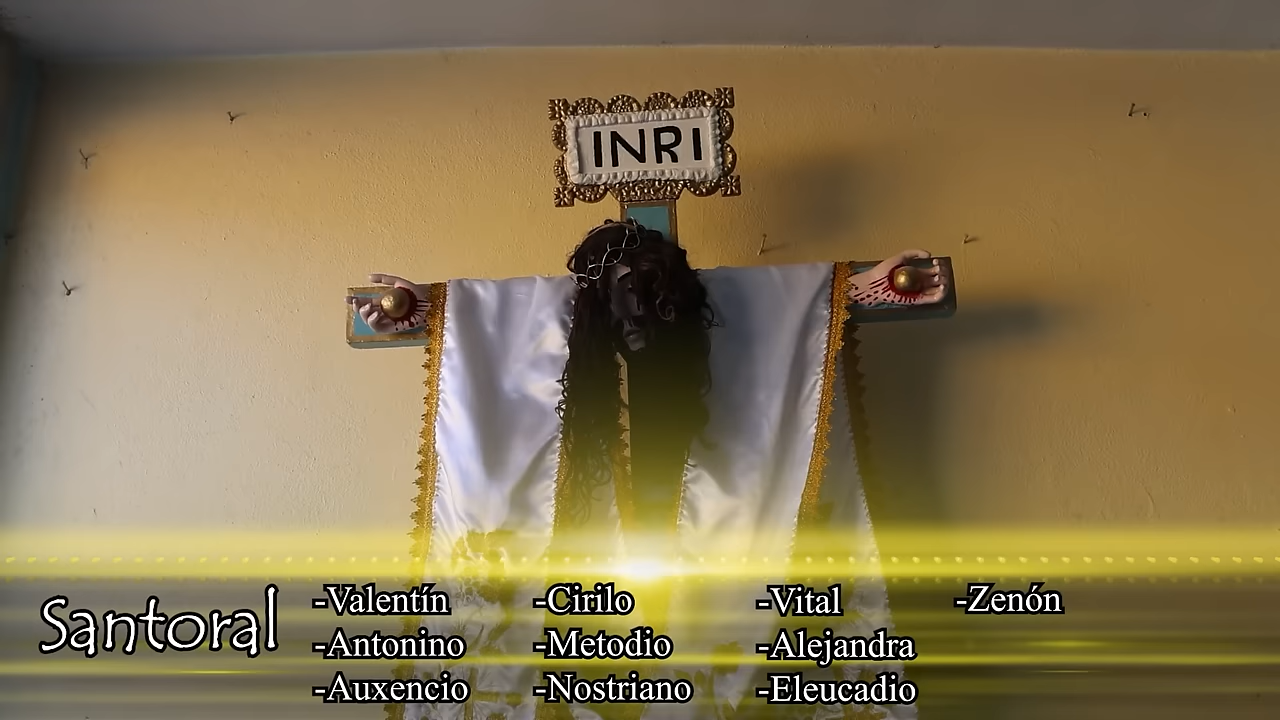 INRI
Santoral
-Valentín
-Antonino
-Auxencio
-Cirilo
-Metodio
-Nostriano
-Vital
-Alejandra
-Eleucadio
-Zenón